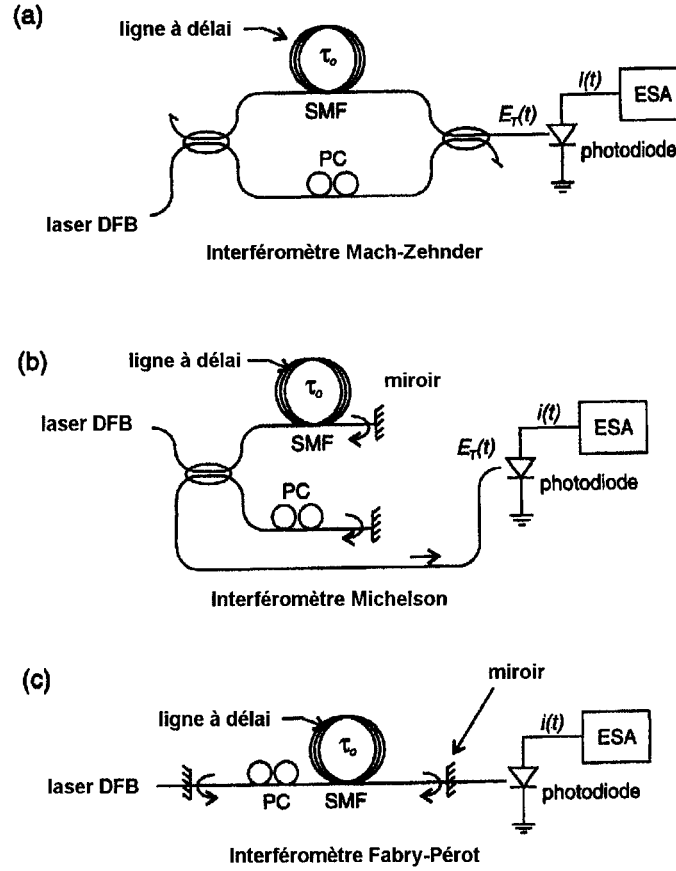 (a)
ligne à délai
τₒ
SMF
PC
laser DFB
E_T(t)
I(t)
ESA
photodiode
Interféromètre Mach-Zehnder
(b)
ligne à délai
τₒ
miroir
laser DFB
SMF
PC
E_T(t)
i(t)
ESA
photodiode
Interféromètre Michelson
(c)
miroir
ligne à délai
τₒ
i(t)
ESA
laser DFB
PC
SMF
photodiode
Interféromètre Fabry-Pérot